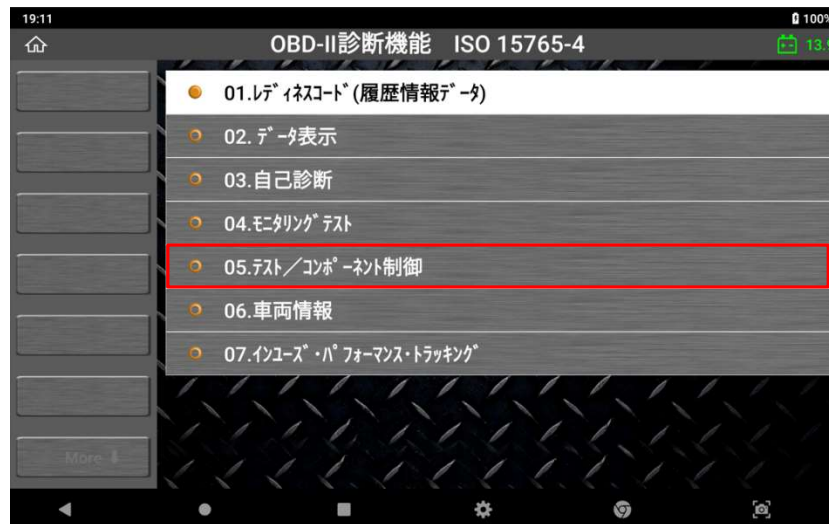 19:11
100%
OBD-II診断機能 ISO 15765-4
13.9
01.ﾚﾃﾞｨﾈｽｺｰﾄﾞ(履歴情報ﾃﾞｰﾀ)
02.ﾃﾞｰﾀ表示
03.自己診断
04.ﾓﾆﾀﾘﾝｸﾞﾃｽﾄ
05.ﾃｽﾄ／ｺﾝﾎﾟｰﾈﾝﾄ制御
06.車両情報
07.ｲﾝﾕｰｽﾞ・ﾊﾟﾌｫｰﾏﾝｽ・ﾄﾗｯｷﾝｸﾞ
More